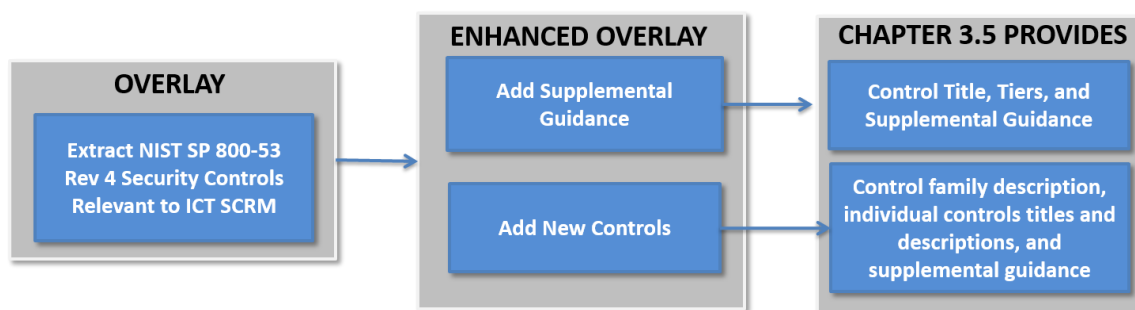 OVERLAY
Extract NIST SP 800-53
Rev 4 Security Controls
Relevant to ICT SCRM
ENHANCED OVERLAY
Add Supplemental
Guidance
Add New Controls
CHAPTER 3.5 PROVIDES
Control Title, Tiers, and
Supplemental Guidance
Control family description,
individual controls titles and
descriptions, and
supplemental guidance